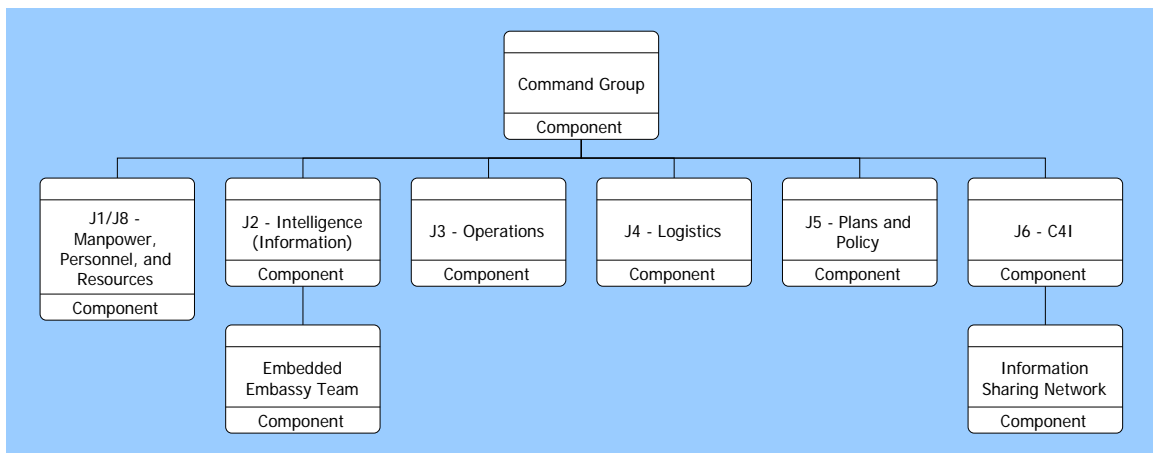 Command Group
Component
J1/J8 -
Manpower,
Personnel, and
Resources
Component
J2 - Intelligence
(Information)
Component
J3 - Operations
Component
J4 - Logistics
Component
J5 - Plans and
Policy
Component
J6 - C4I
Component
Embedded
Embassy Team
Component
Information
Sharing Network
Component